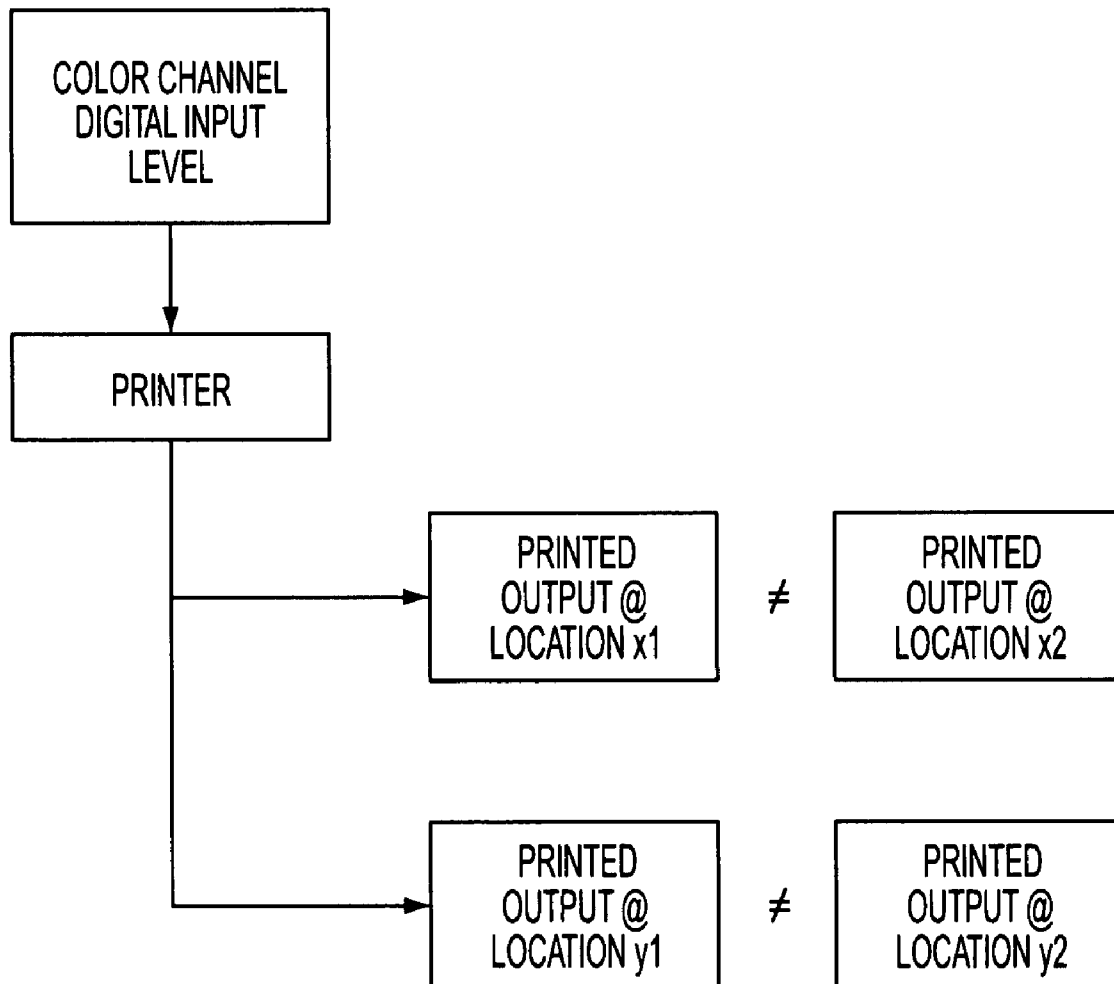 COLOR CHANNEL
DIGITAL INPUT
LEVEL
PRINTER
PRINTED
OUTPUT @
LOCATION x1
≠
PRINTED
OUTPUT @
LOCATION x2
PRINTED
OUTPUT @
LOCATION y1
≠
PRINTED
OUTPUT @
LOCATION y2